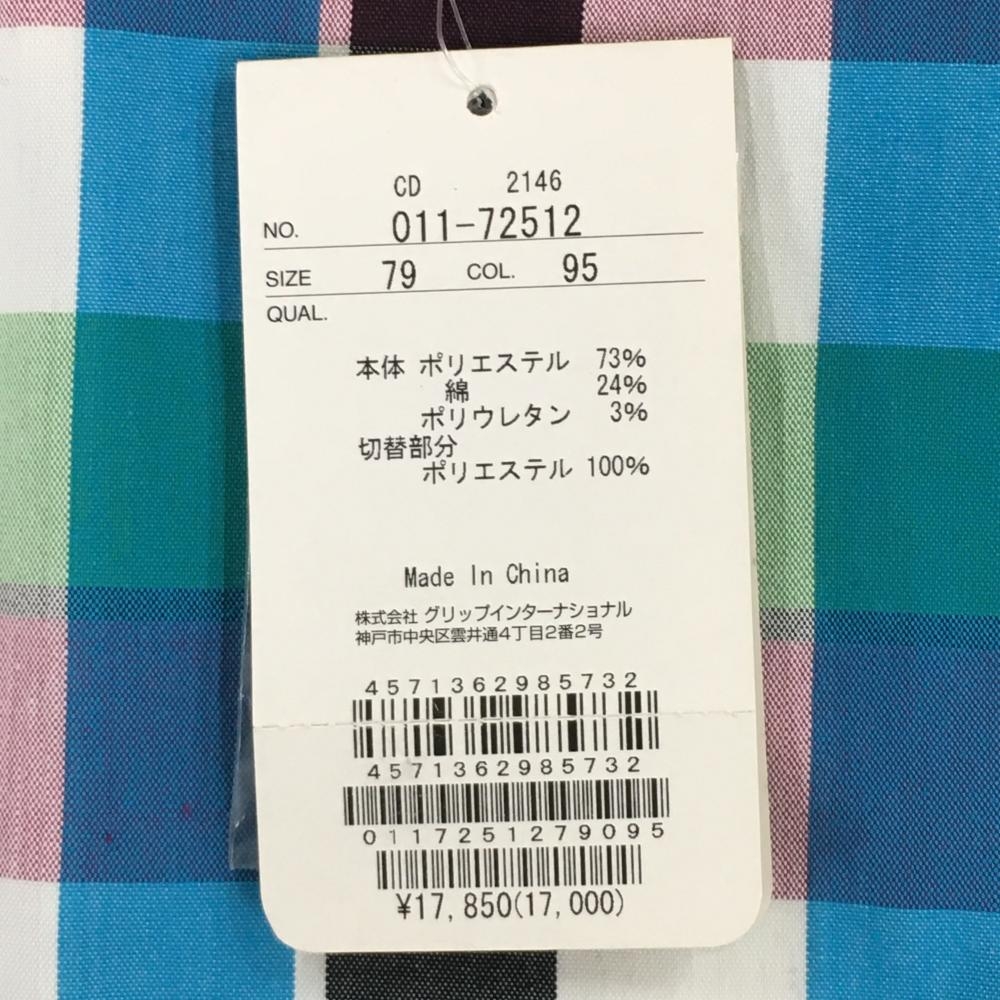 CD 2146
NO. 011-72512
SIZE 79 COL. 95
QUAL.
本体 ポリエステル 73%
綿 24%
ポリウレタン 3%
切替部分
ポリエステル 100%
Made In China
株式会社 グリップインターナショナル
神戸市中央区雲井通4丁目2番2号
4571362985732
4571362985732
0117251279095
¥17,850(17,000)